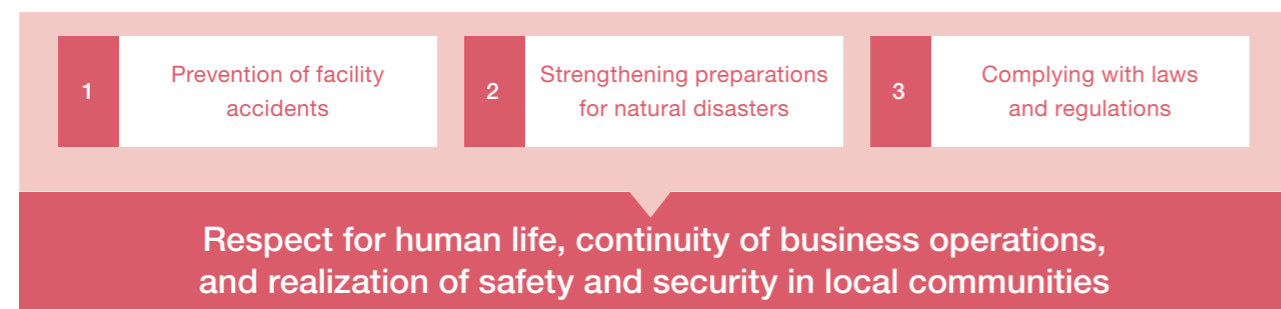 1
Prevention of facility
accidents
2
Strengthening preparations
for natural disasters
3
Complying with laws
and regulations
Respect for human life, continuity of business operations,
and realization of safety and security in local communities